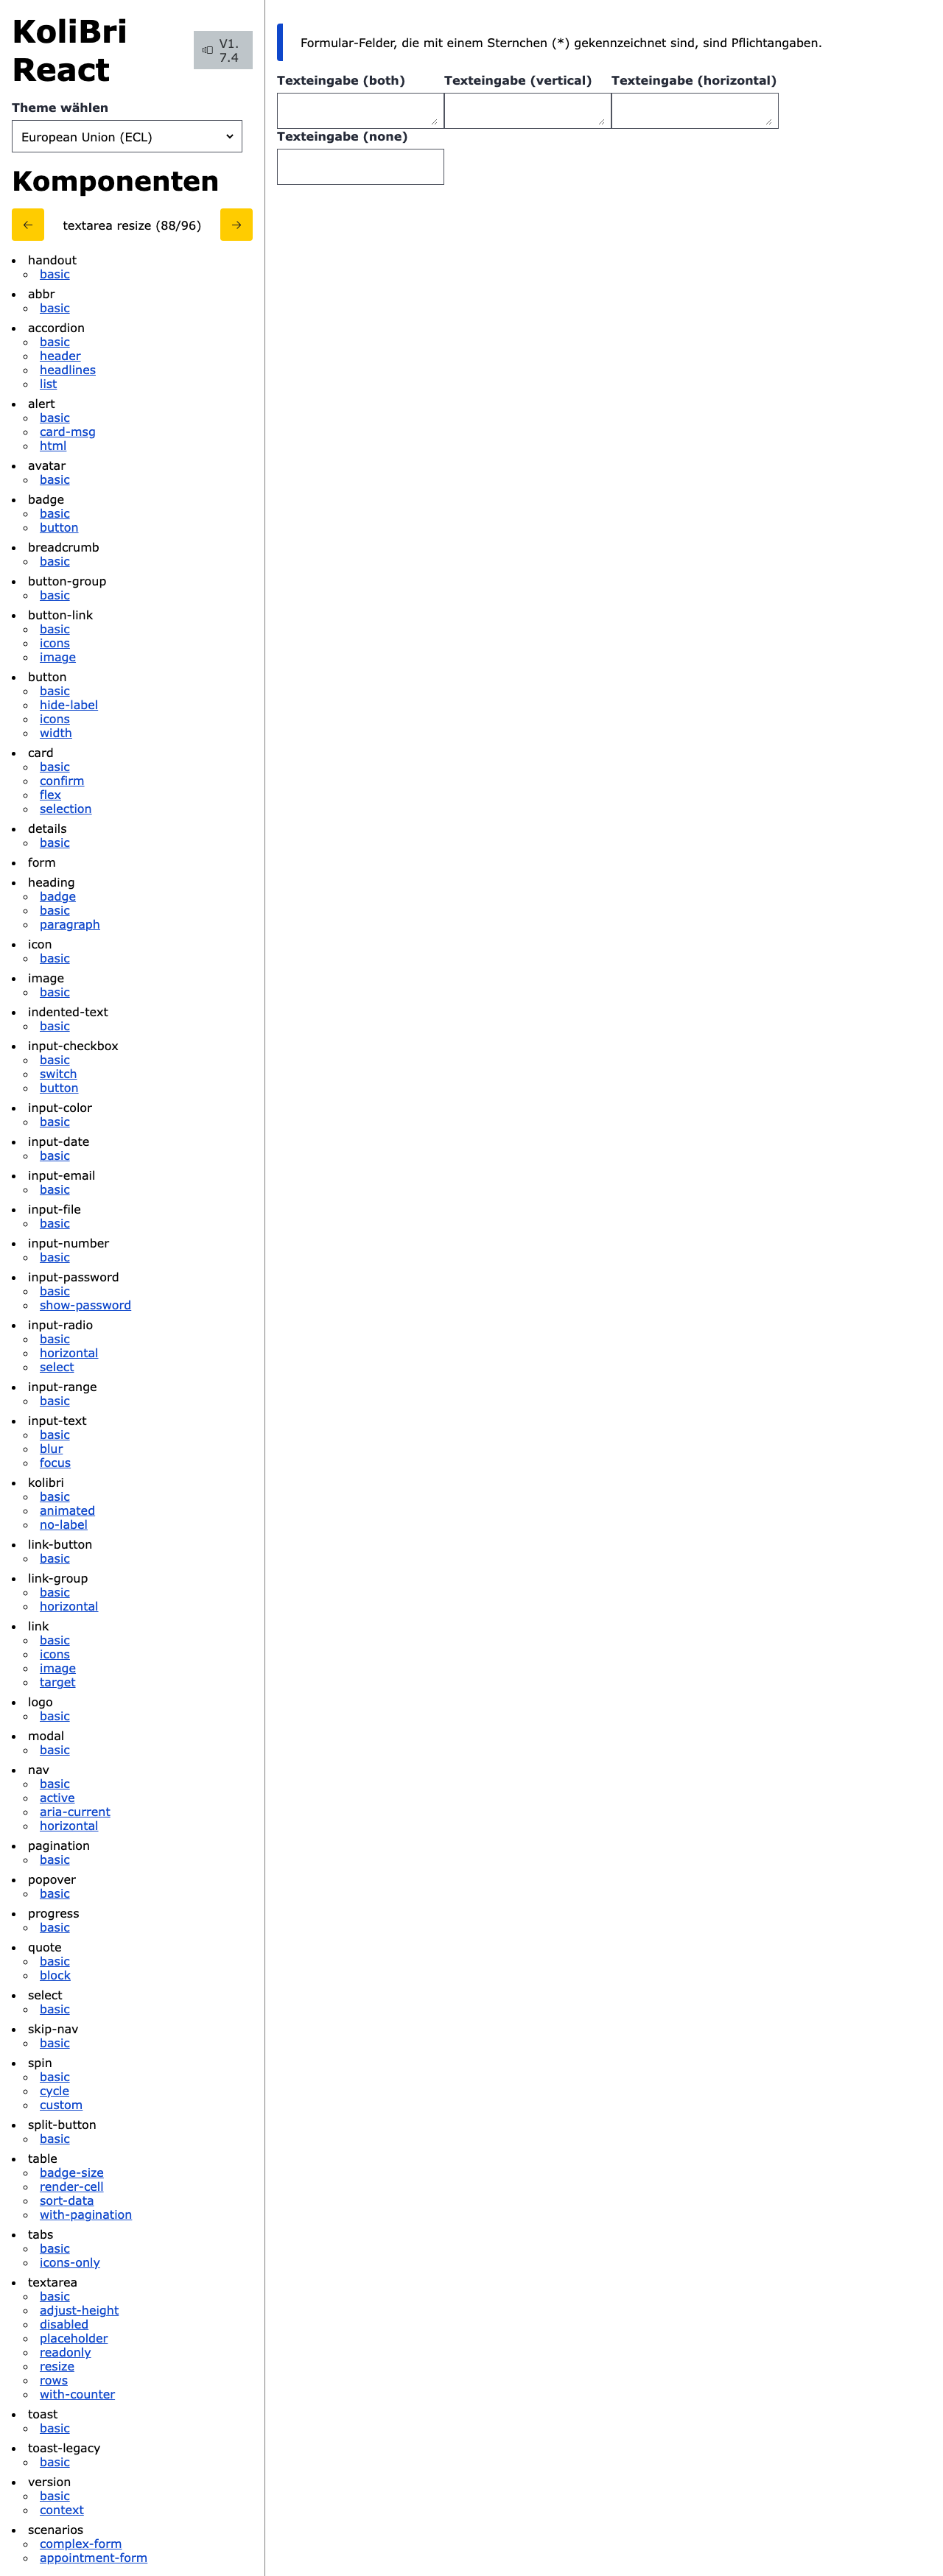 KoliBri
React
V1.
7.4
Theme wählen
European Union (ECL)
Komponenten
← textarea resize (88/96) →
handout
basic
abbr
basic
accordion
basic
header
headlines
list
alert
basic
card-msg
html
avatar
basic
badge
basic
button
breadcrumb
basic
button-group
basic
button-link
basic
icons
image
button
basic
hide-label
icons
width
card
basic
confirm
flex
selection
details
basic
form
heading
badge
basic
paragraph
icon
basic
image
basic
indented-text
basic
input-checkbox
basic
switch
button
input-color
basic
input-date
basic
input-email
basic
input-file
basic
input-number
basic
input-password
basic
show-password
input-radio
basic
horizontal
select
input-range
basic
input-text
basic
blur
focus
kolibri
basic
animated
no-label
link-button
basic
link-group
basic
horizontal
link
basic
icons
image
target
logo
basic
modal
basic
nav
basic
active
aria-current
horizontal
pagination
basic
popover
basic
progress
basic
quote
basic
block
select
basic
skip-nav
basic
spin
basic
cycle
custom
split-button
basic
table
badge-size
render-cell
sort-data
with-pagination
tabs
basic
icons-only
textarea
basic
adjust-height
disabled
placeholder
readonly
resize
rows
with-counter
toast
basic
toast-legacy
basic
version
basic
context
scenarios
complex-form
appointment-form
Formular-Felder, die mit einem Sternchen (*) gekennzeichnet sind, sind Pflichtangaben.
Texteingabe (both) Texteingabe (vertical) Texteingabe (horizontal)
Texteingabe (none)